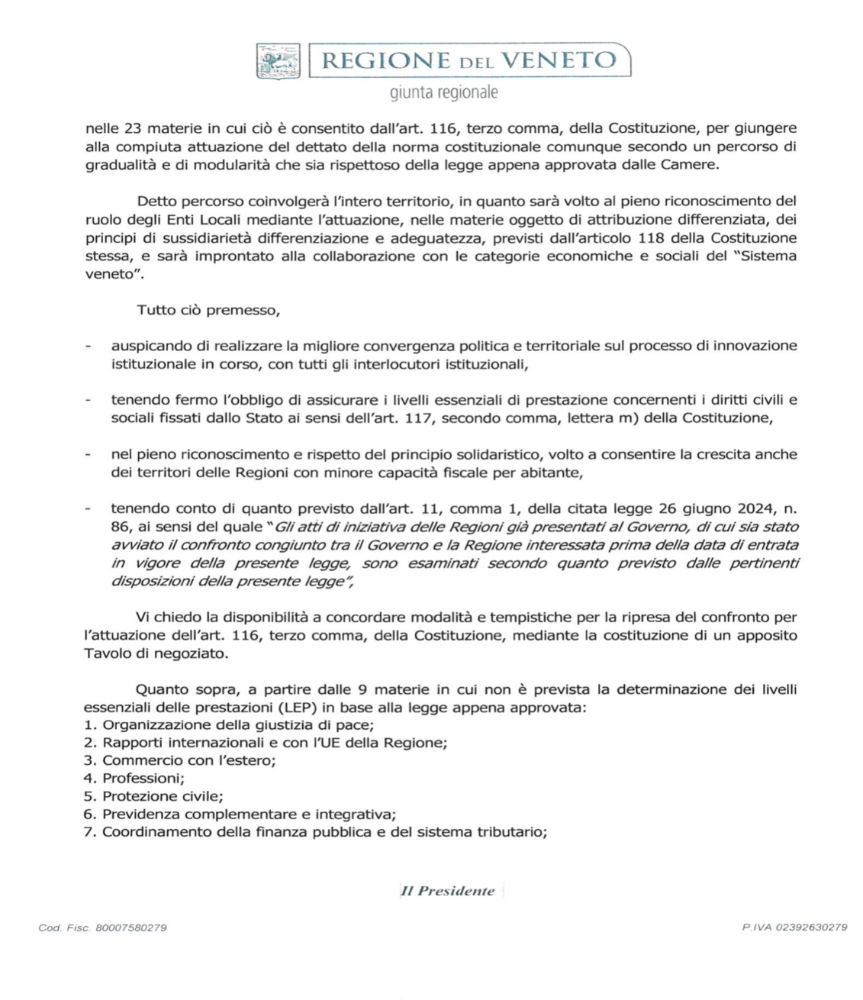 REGIONE DEL VENETO
giunta regionale
nelle 23 materie in cui ciò è consentito dall'art. 116, terzo comma, della Costituzione, per giungere
alla compiuta attuazione del dettato della norma costituzionale comunque secondo un percorso di
gradualità e di modularità che sia rispettoso della legge appena approvata dalle Camere.
Detto percorso coinvolgerà l'intero territorio, in quanto sarà volto al pieno riconoscimento del
ruolo degli Enti Locali mediante l'attuazione, nelle materie oggetto di attribuzione differenziata, dei
principi di sussidiarietà differenziazione e adeguatezza, previsti dall'articolo 118 della Costituzione
stessa, e sarà improntato alla collaborazione con le categorie economiche e sociali del "Sistema
veneto".
Tutto ciò premesso,
- auspicando di realizzare la migliore convergenza politica e territoriale sul processo di innovazione
istituzionale in corso, con tutti gli interlocutori istituzionali,
- tenendo fermo l'obbligo di assicurare i livelli essenziali di prestazione concernenti i diritti civili e
sociali fissati dallo Stato ai sensi dell'art. 117, secondo comma, lettera m) della Costituzione,
- nel pieno riconoscimento e rispetto del principio solidaristico, volto a consentire la crescita anche
dei territori delle Regioni con minore capacità fiscale per abitante,
- tenendo conto di quanto previsto dall'art. 11, comma 1, della citata legge 26 giugno 2024, n.
86, ai sensi del quale "Gli atti di iniziativa delle Regioni già presentati al Governo, di cui sia stato
avviato il confronto congiunto tra il Governo e la Regione interessata prima della data di entrata
in vigore della presente legge, sono esaminati secondo quanto previsto dalle pertinenti
disposizioni della presente legge",
Vi chiedo la disponibilità a concordare modalità e tempistiche per la ripresa del confronto per
l'attuazione dell'art. 116, terzo comma, della Costituzione, mediante la costituzione di un apposito
Tavolo di negoziato.
Quanto sopra, a partire dalle 9 materie in cui non è prevista la determinazione dei livelli
essenziali delle prestazioni (LEP) in base alla legge appena approvata:
1. Organizzazione della giustizia di pace;
2. Rapporti internazionali e con l'UE della Regione;
3. Commercio con l'estero;
4. Professioni;
5. Protezione civile;
6. Previdenza complementare e integrativa;
7. Coordinamento della finanza pubblica e del sistema tributario;
Il Presidente
Cod. Fisc. 80007580279
P.IVA 02392630279